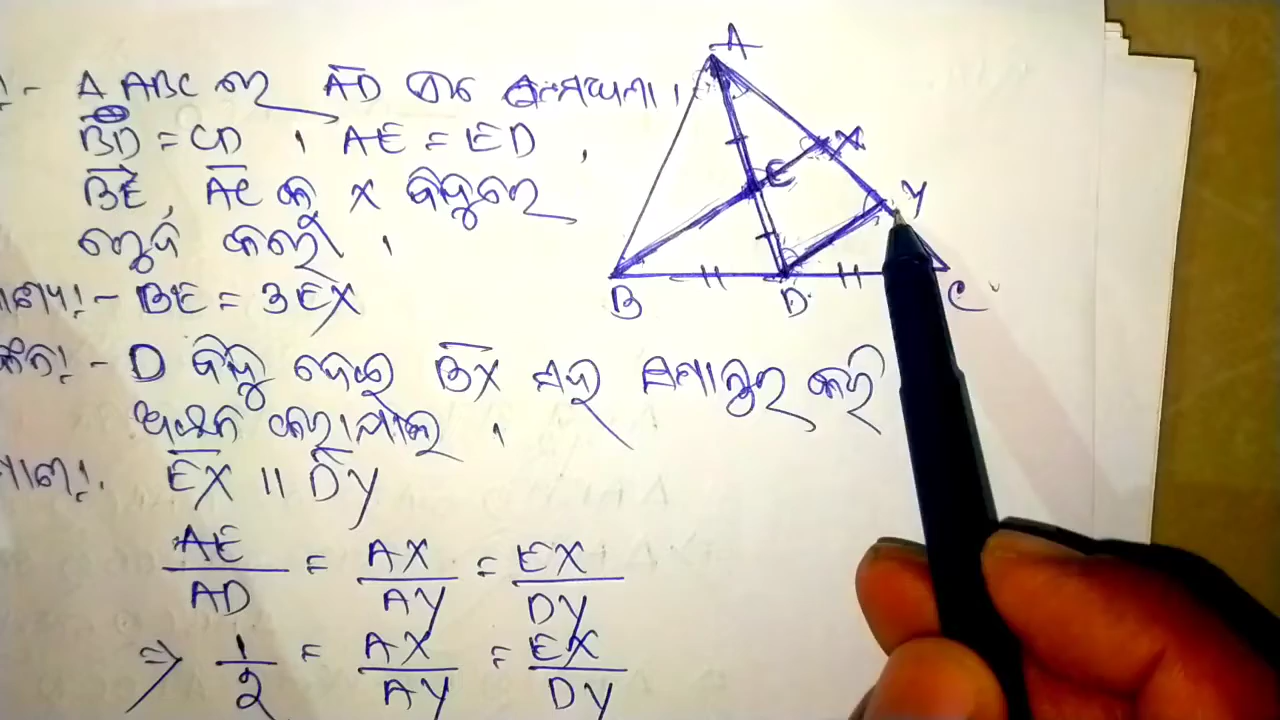 - Δ ABC ରେ AD ଏକ ମଧ୍ୟମା ।
BD = CD , AE = ED ,
BE, AC କୁ X ବିନ୍ଦୁରେ
ଛେଦ କରେ ।
- BE = 3EX
- D ବିନ୍ଦୁ ଦେଇ BX ସହ ସମାନ୍ତର କରି
ଅଙ୍କନ କରାଯାଇ ।
EX || DY
AE/AD = AX/AY = EX/DY
⇒ 1/2 = AX/AY = EX/DY
A
X
E
Y
B
D
C